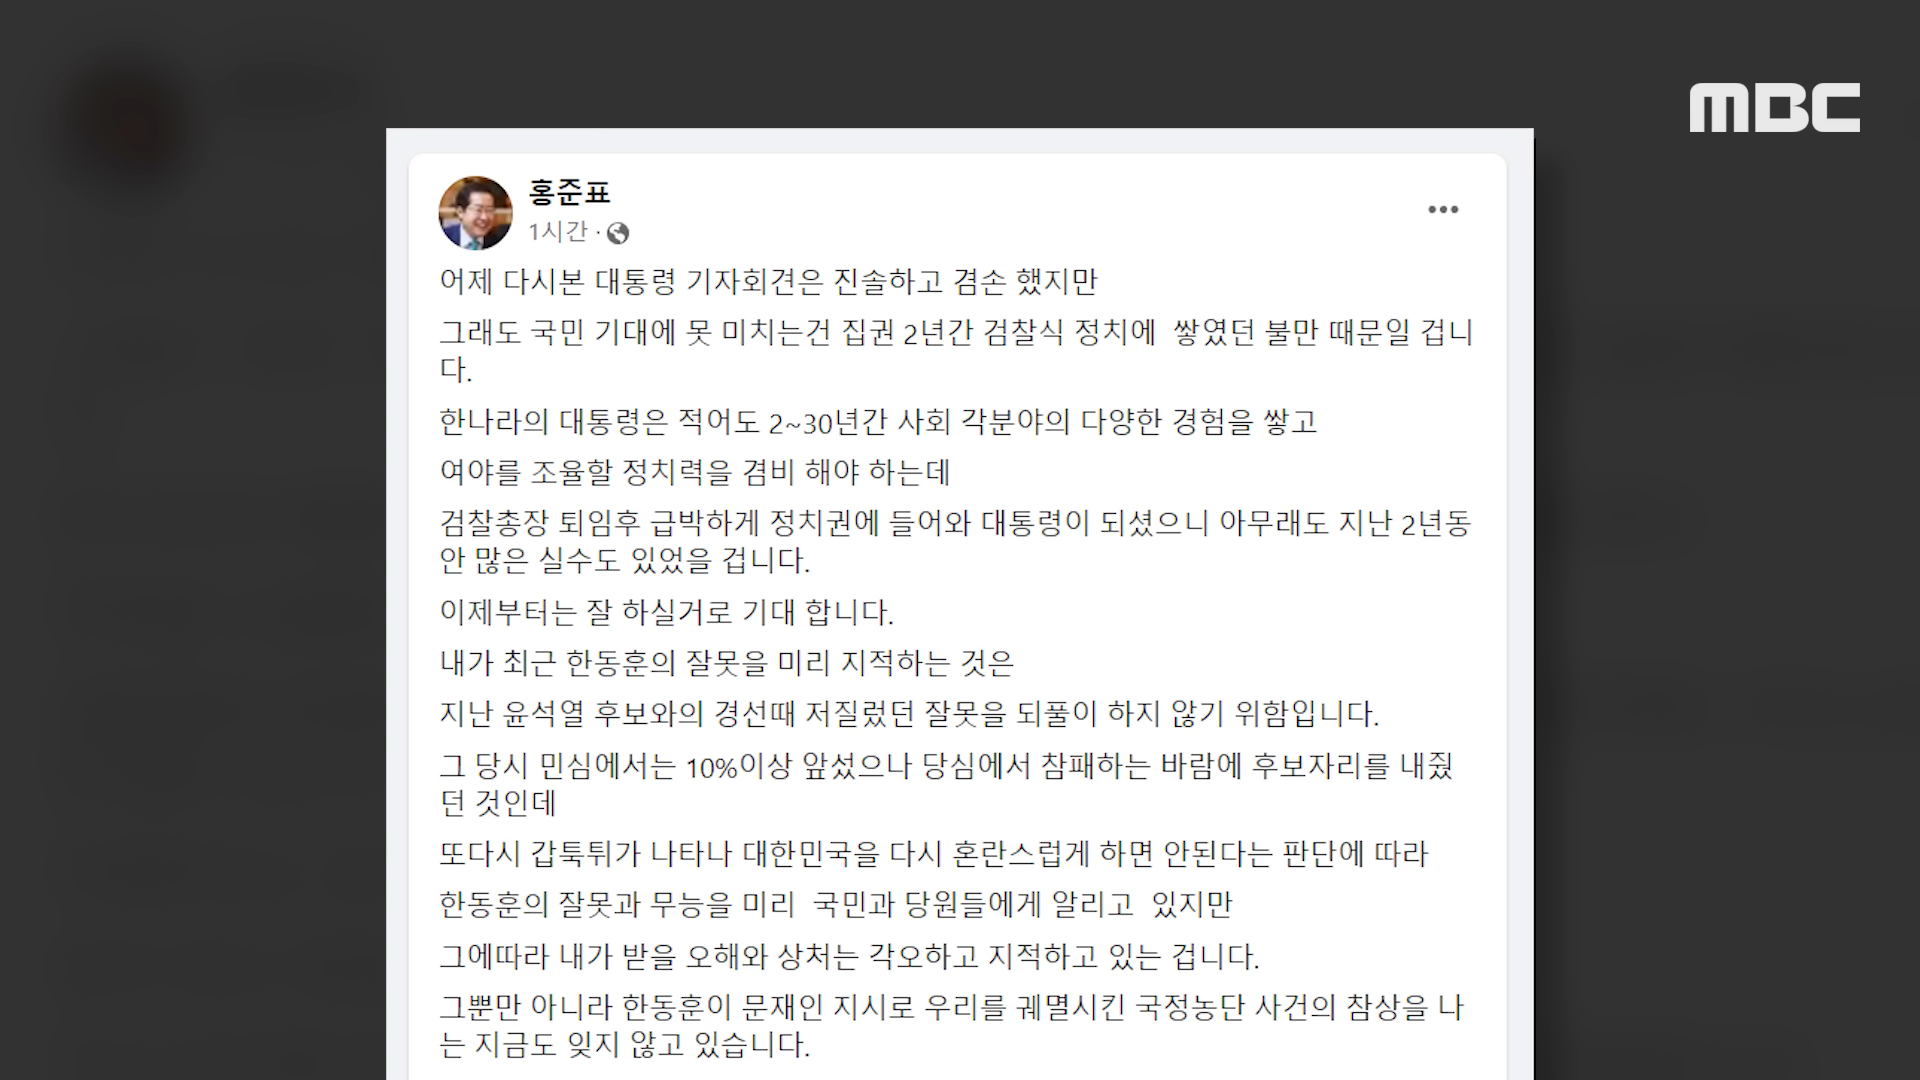 MBC
홍준표
1시간 ·
어제 다시본 대통령 기자회견은 진솔하고 겸손 했지만
그래도 국민 기대에 못 미치는건 집권 2년간 검찰식 정치에  쌓였던 불만 때문일 겁니
다.
한나라의 대통령은 적어도 2~30년간 사회 각분야의 다양한 경험을 쌓고
여야를 조율할 정치력을 겸비 해야 하는데
검찰총장 퇴임후 급박하게 정치권에 들어와 대통령이 되셨으니 아무래도 지난 2년동
안 많은 실수도 있었을 겁니다.
이제부터는 잘 하실거로 기대 합니다.
내가 최근 한동훈의 잘못을 미리 지적하는 것은
지난 윤석열 후보와의 경선때 저질렀던 잘못을 되풀이 하지 않기 위함입니다.
그 당시 민심에서는 10%이상 앞섰으나 당심에서 참패하는 바람에 후보자리를 내줬
던 것인데
또다시 갑툭튀가 나타나 대한민국을 다시 혼란스럽게 하면 안된다는 판단에 따라
한동훈의 잘못과 무능을 미리  국민과 당원들에게 알리고  있지만
그에따라 내가 받을 오해와 상처는 각오하고 지적하고 있는 겁니다.
그뿐만 아니라 한동훈이 문재인 지시로 우리를 궤멸시킨 국정농단 사건의 참상을 나
는 지금도 잊지 않고 있습니다.